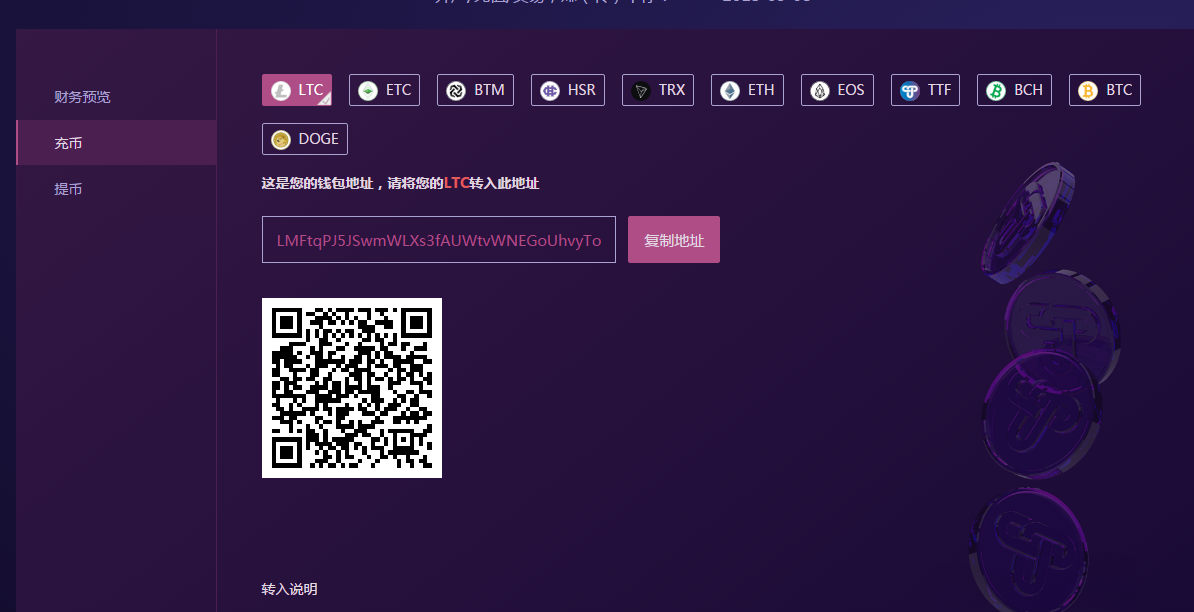 财务预览
充币
提币
LTC ETC BTM HSR TRX ETH EOS TTF BCH BTC
DOGE
这是您的钱包地址，请将您的LTC转入此地址
LMFtqPJ5JSwmWLXs3fAUWtvWNEGoUhvyTo
复制地址
转入说明